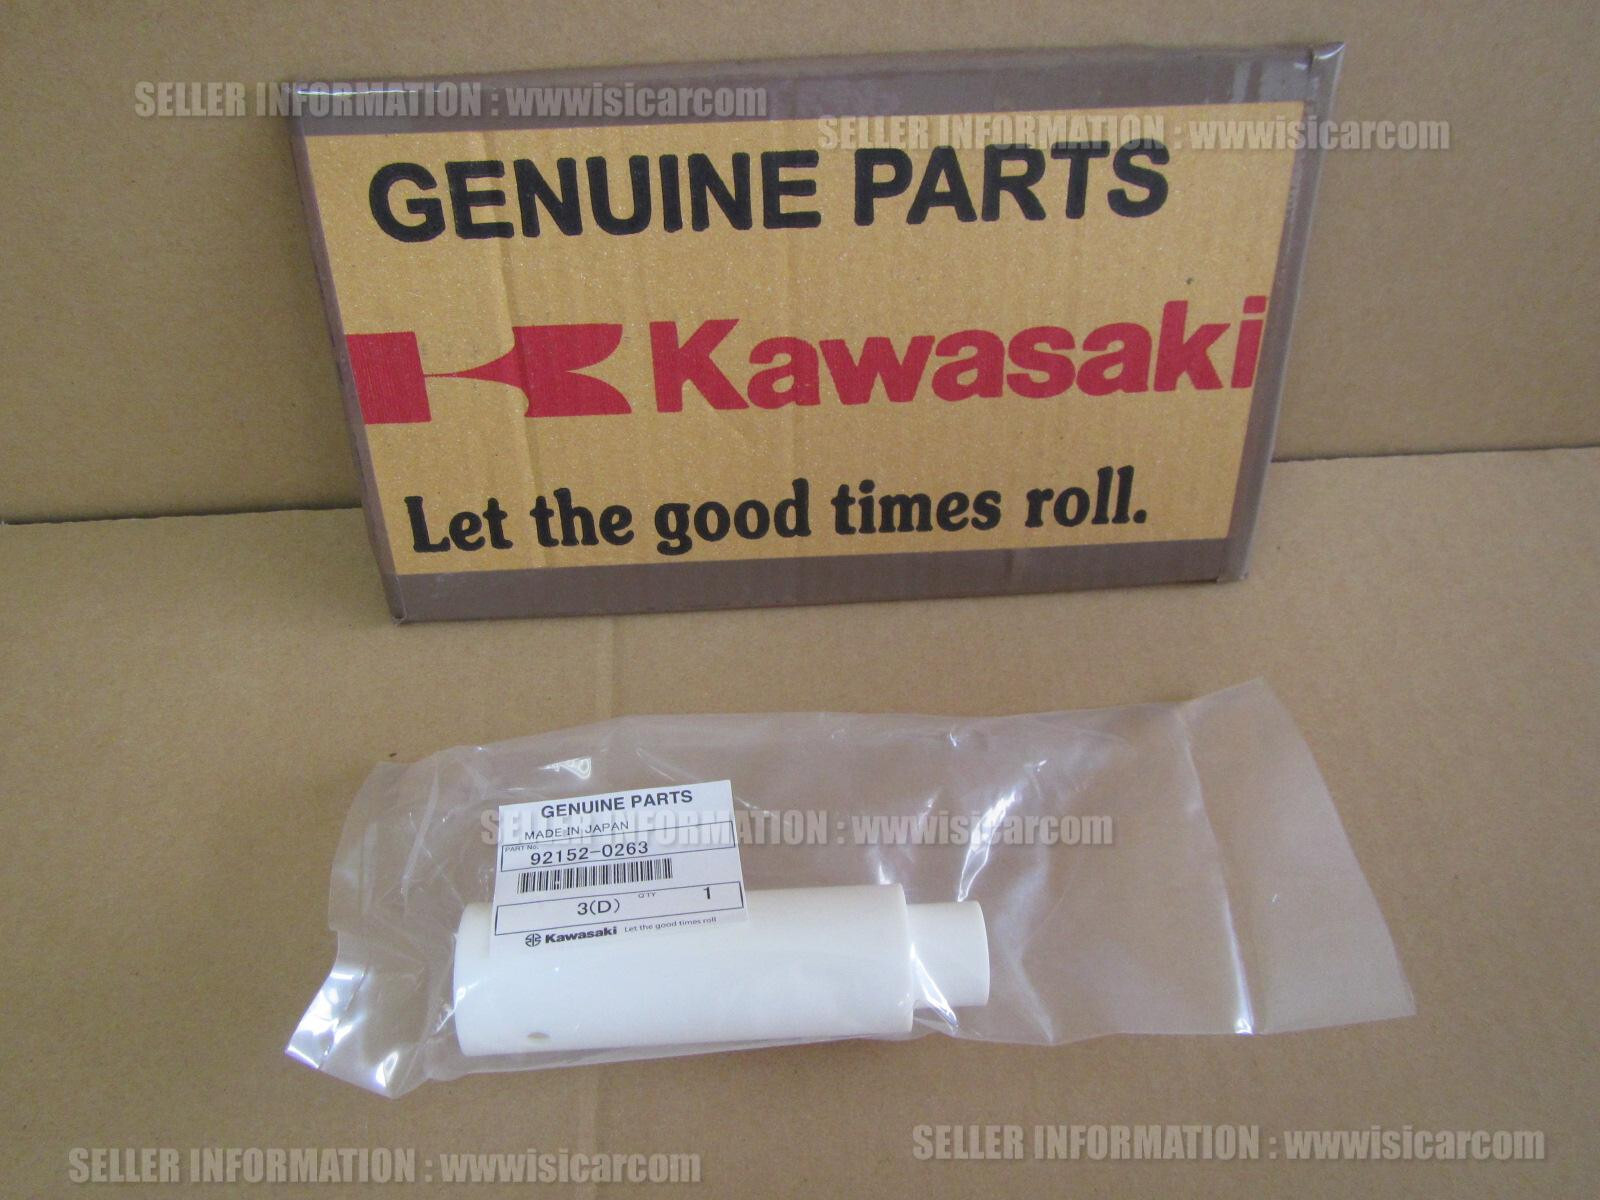 SELLER INFORMATION : wwwisicarcom
SELLER INFORMATION : wwwisicarcom
GENUINE PARTS
Kawasaki
Let the good times roll.
GENUINE PARTS
SELLER INFORMATION : wwwisicarcom
MADE IN JAPAN
PART No. 92152-0263
3(D) Q'TY 1
Kawasaki Let the good times roll
SELLER INFORMATION : wwwisicarcom
SELLER INFORMATION : wwwisicarcom